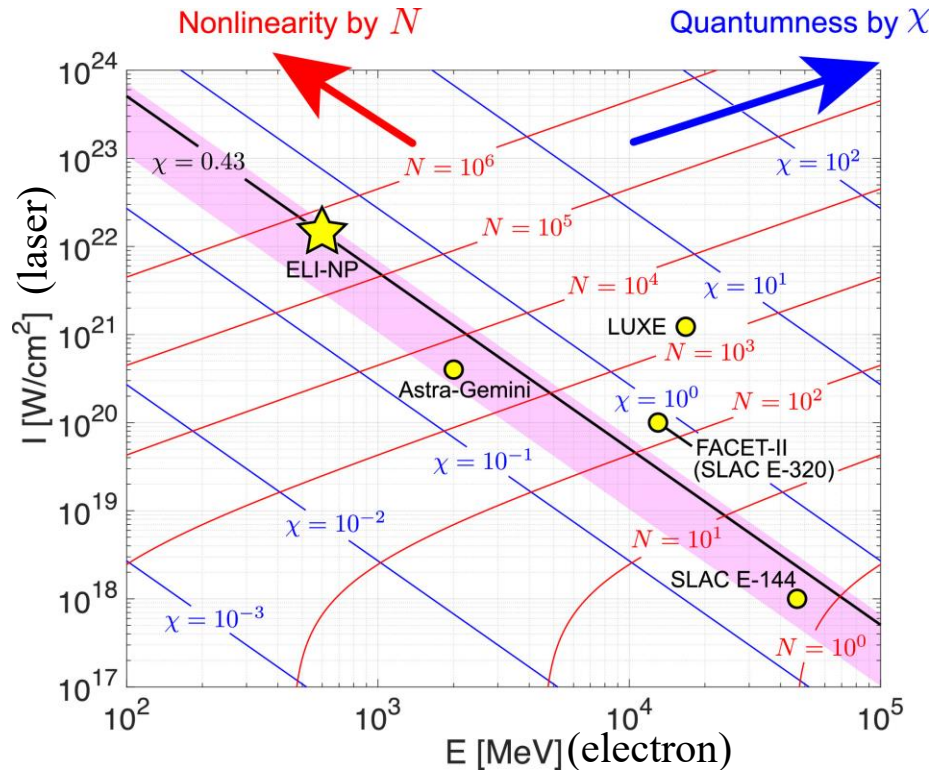 Nonlinearity by N
Quantumness by χ
10^24
10^23
10^22
10^21
10^20
10^19
10^18
10^17
I [W/cm²] (laser)
χ = 0.43
N = 10^6
χ = 10^2
N = 10^5
ELI-NP
N = 10^4
χ = 10^1
LUXE
N = 10^3
Astra-Gemini
χ = 10^0
N = 10^2
χ = 10^-1
FACET-II
(SLAC E-320)
χ = 10^-2
N = 10^1
SLAC E-144
χ = 10^-3
N = 10^0
10^2
10^3
10^4
10^5
E [MeV] (electron)